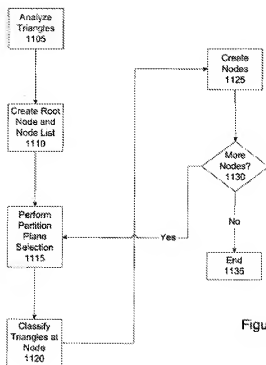 Analyze
Triangles
1105
Create Root
Node and
Node List
1110
Perform
Partition
Plane
Selection
1115
Classify
Triangles at
Node
1120
Create
Nodes
1125
More
Nodes?
1130
Yes
No
End
1135
Figu